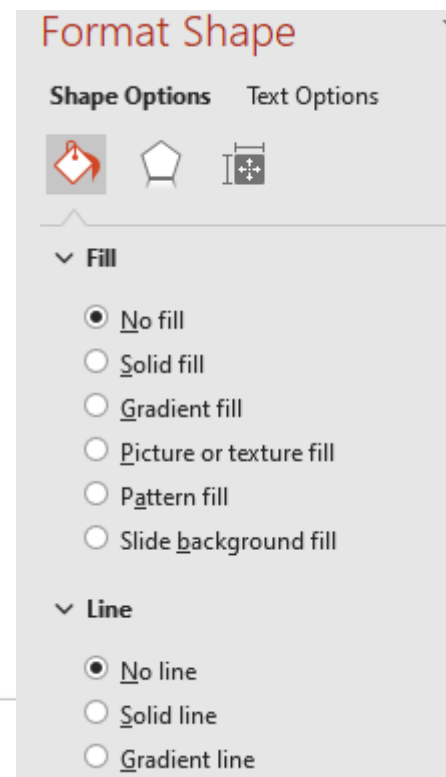 Format Shape
Shape Options Text Options
Fill
No fill
Solid fill
Gradient fill
Picture or texture fill
Pattern fill
Slide background fill
Line
No line
Solid line
Gradient line